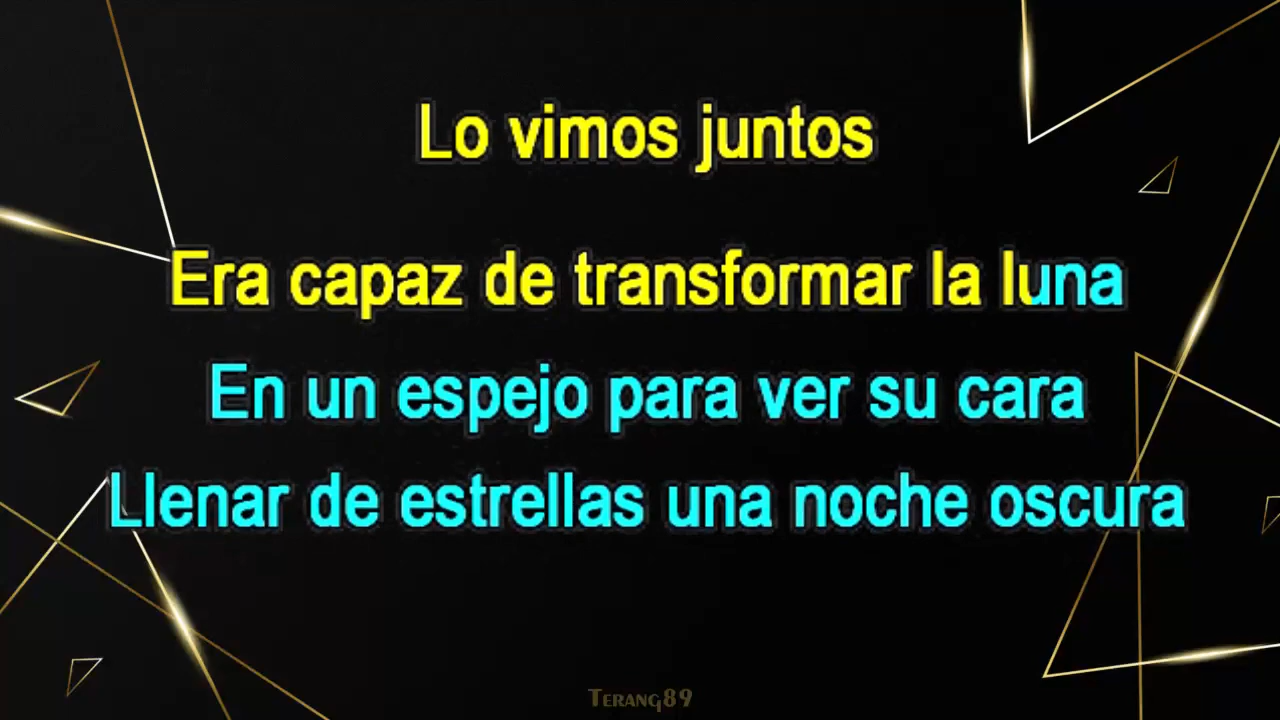 Lo vimos juntos
Era capaz de transformar la luna
En un espejo para ver su cara
Llenar de estrellas una noche oscura
Terang89